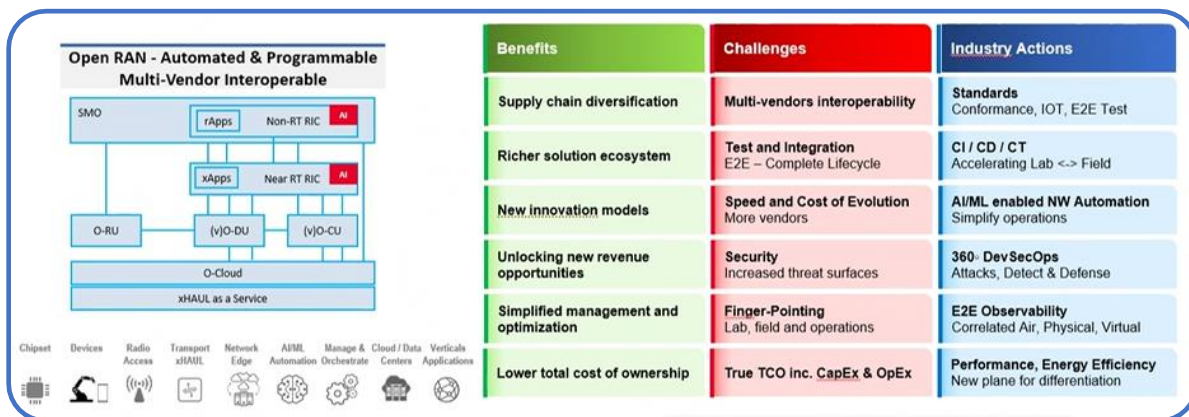 Open RAN - Automated & Programmable
Multi-Vendor Interoperable
SMO
rApps
Non-RT RIC
AI
xApps
Near RT RIC
AI
O-RU
(v)O-DU
(v)O-CU
O-Cloud
xHAUL as a Service
Chipset
Devices
Radio
Access
Transport
xHAUL
Network
Edge
AI/ML
Automation
Manage &
Orchestrate
Cloud / Data
Centers
Verticals
Applications
Benefits
Challenges
Industry Actions
Supply chain diversification
Multi-vendors interoperability
Standards
Conformance, IOT, E2E Test
Richer solution ecosystem
Test and Integration
E2E – Complete Lifecycle
CI / CD / CT
Accelerating Lab <-> Field
New innovation models
Speed and Cost of Evolution
More vendors
AI/ML enabled NW Automation
Simplify operations
Unlocking new revenue
opportunities
Security
Increased threat surfaces
360◦ DevSecOps
Attacks, Detect & Defense
Simplified management and
optimization
Finger-Pointing
Lab, field and operations
E2E Observability
Correlated Air, Physical, Virtual
Lower total cost of ownership
True TCO inc. CapEx & OpEx
Performance, Energy Efficiency
New plane for differentiation